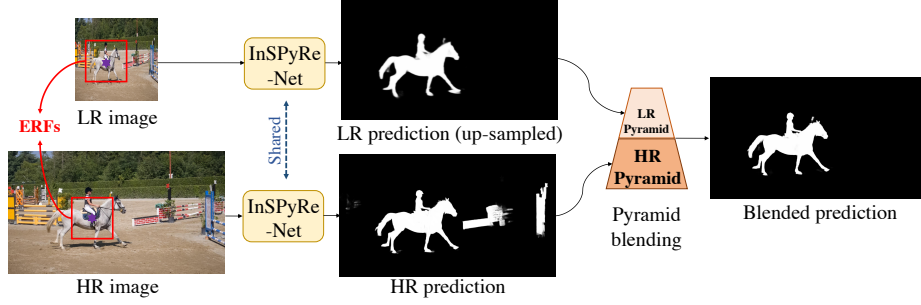 LR image
ERFs
HR image
InSPyRe
-Net
Shared
InSPyRe
-Net
LR prediction (up-sampled)
HR prediction
LR
Pyramid
HR
Pyramid
Pyramid
blending
Blended prediction